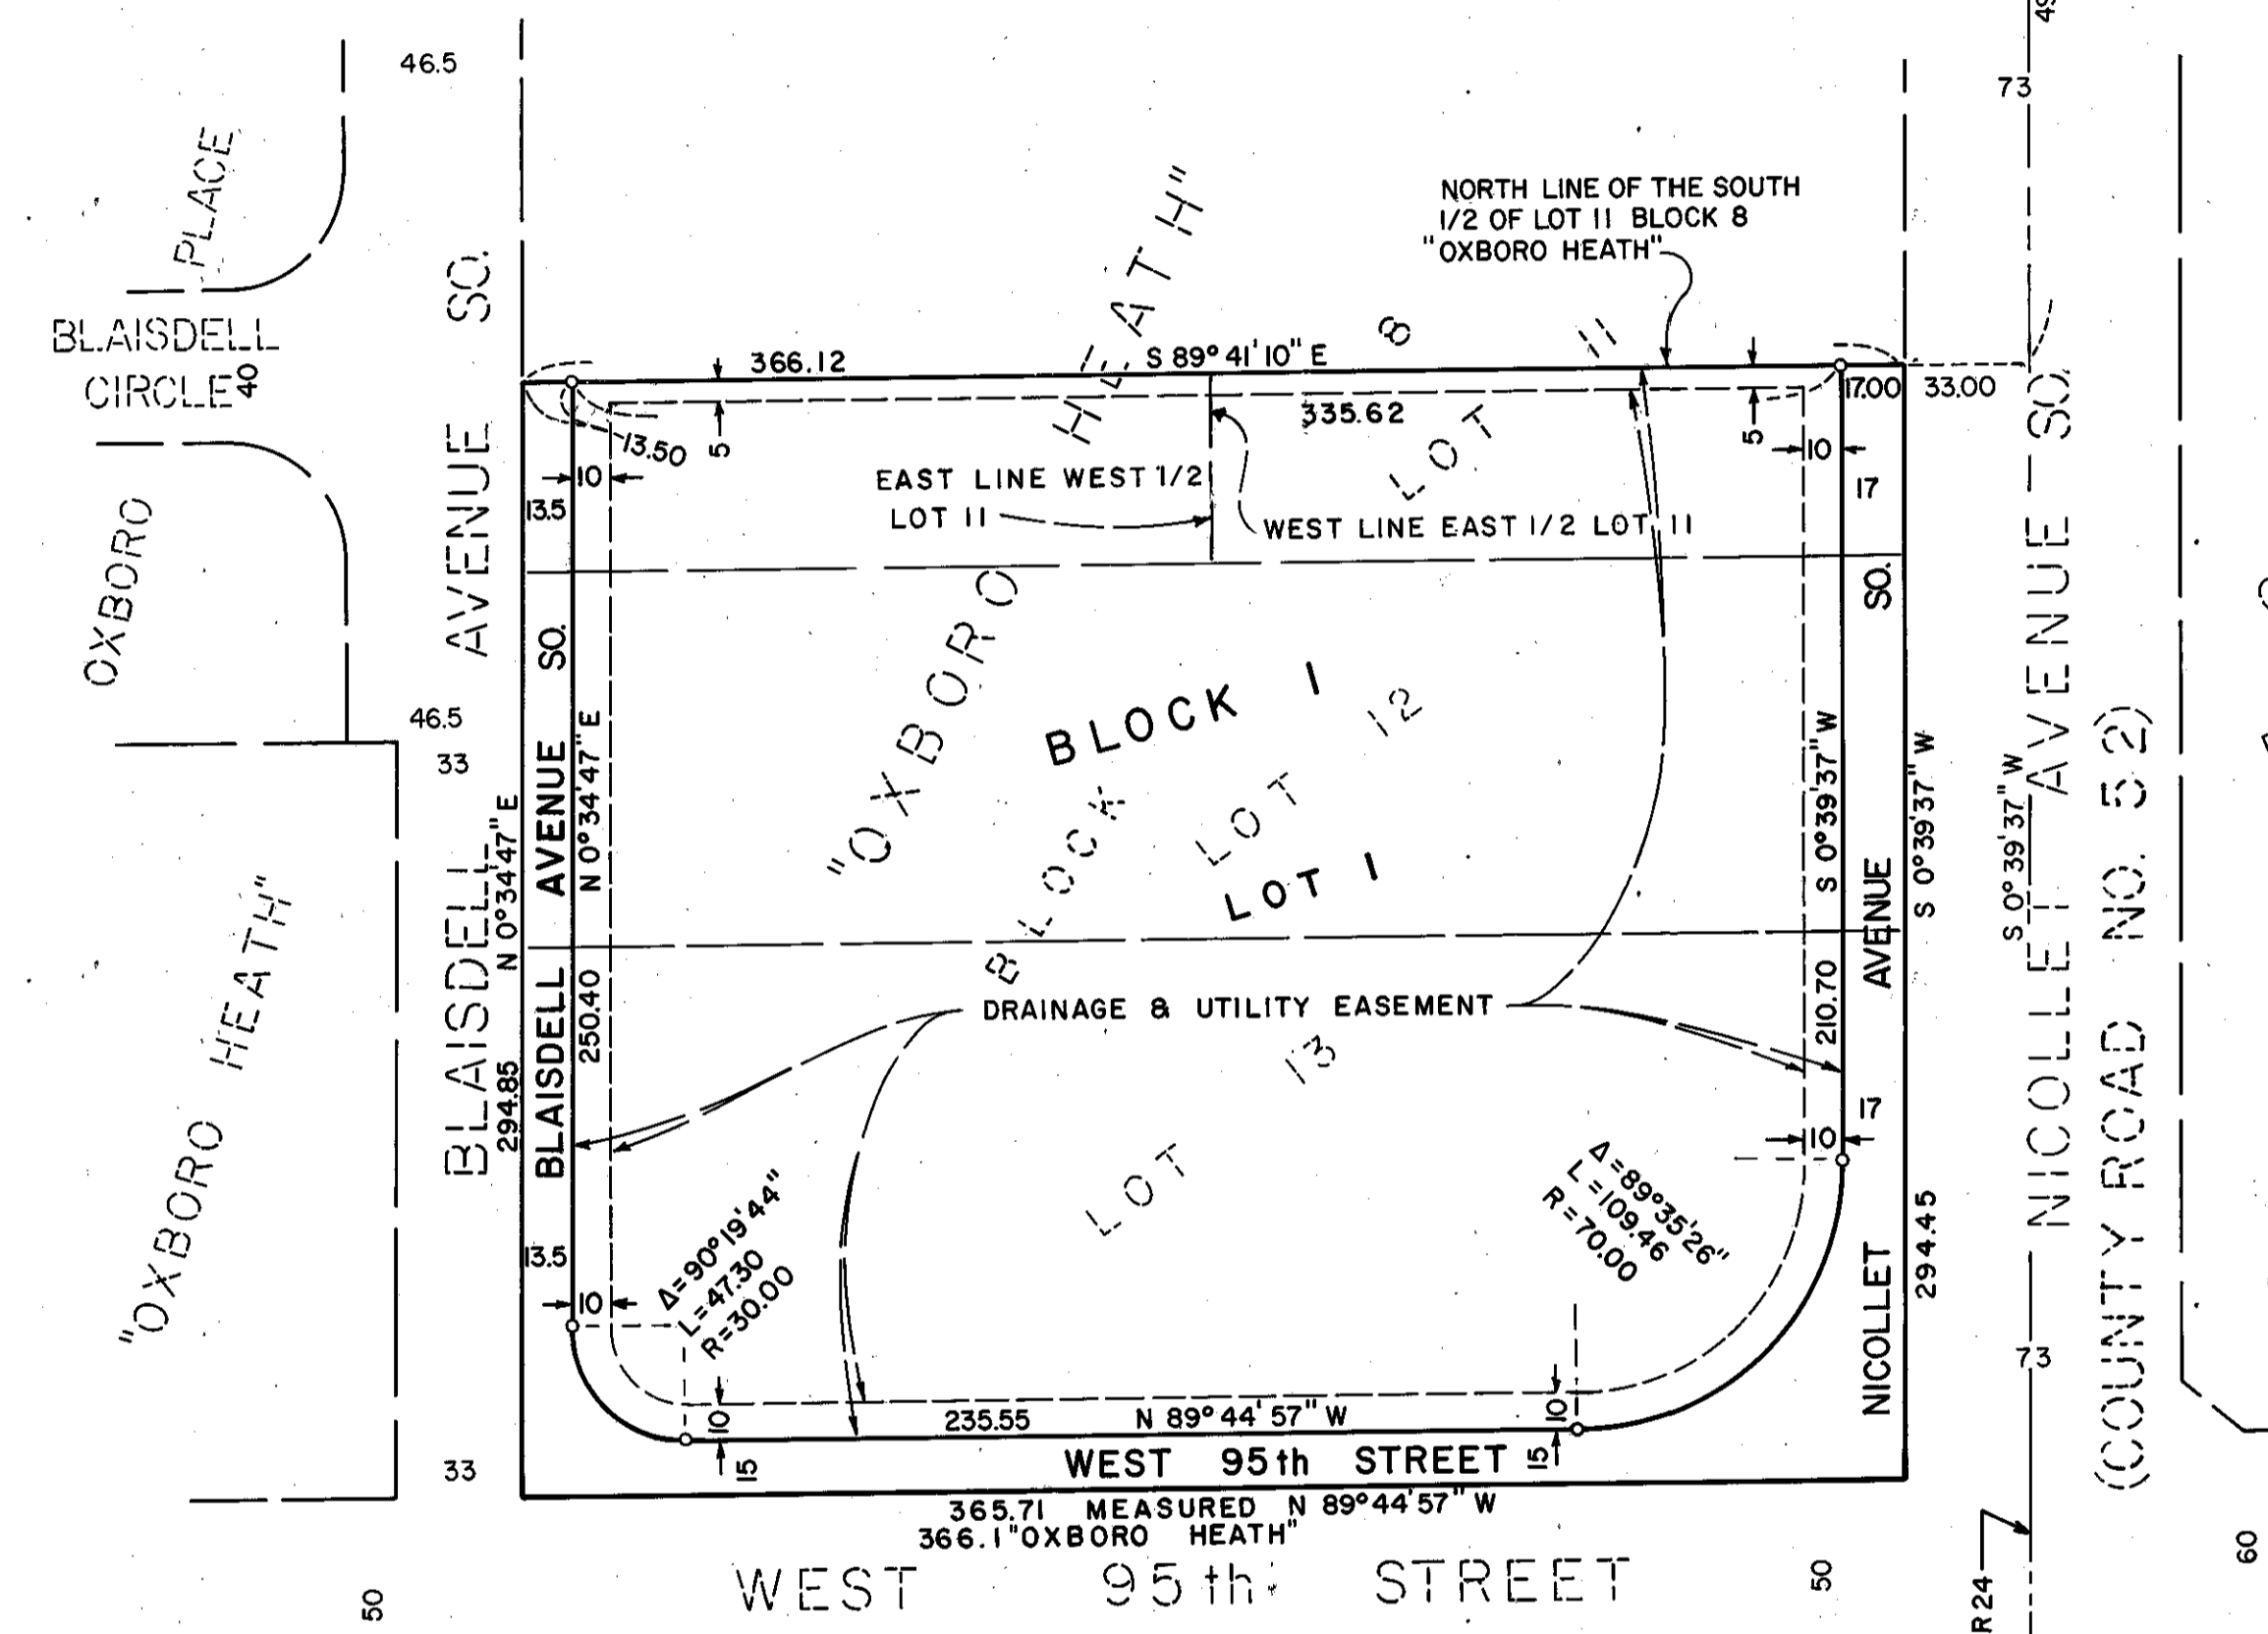 46.5
73
49
PLACE
NORTH LINE OF THE SOUTH
1/2 OF LOT 11 BLOCK 8
"OXBORO HEATH"
BLAISDELL
CIRCLE
40
366.12
S 89° 41' 10" E
8
11
335.62
17.00
33.00
13.50
5
5
10
10
13.5
17
EAST LINE WEST 1/2
LOT 11
WEST LINE EAST 1/2 LOT 11
LOT
OXBORO
"OXBORO HEATH"
BLOCK 1
12
LOT
BLOCK
LOT 1
46.5
33
BLAISDELL AVENUE SO.
N 0° 34' 47" E
294.85
BLAISDELL AVENUE SO.
N 0° 34' 47" E
250.40
S 0° 39' 37" W
210.70
NICOLLET AVENUE SO.
S 0° 39' 37" W
294.45
S 0° 39' 37" W
NICOLLET AVENUE SO.
(COUNTY ROAD NO. 52)
"OXBORO HEATH"
DRAINAGE & UTILITY EASEMENT
13
LOT
17
10
13.5
10
Δ=90°19'44"
L=47.30
R=30.00
Δ=89°35'26"
L=109.46
R=70.00
73
10
10
235.55
N 89° 44' 57" W
15
15
WEST 95th STREET
33
365.71 MEASURED N 89° 44' 57" W
366.1 "OXBORO HEATH"
WEST 95th STREET
50
50
R24
60